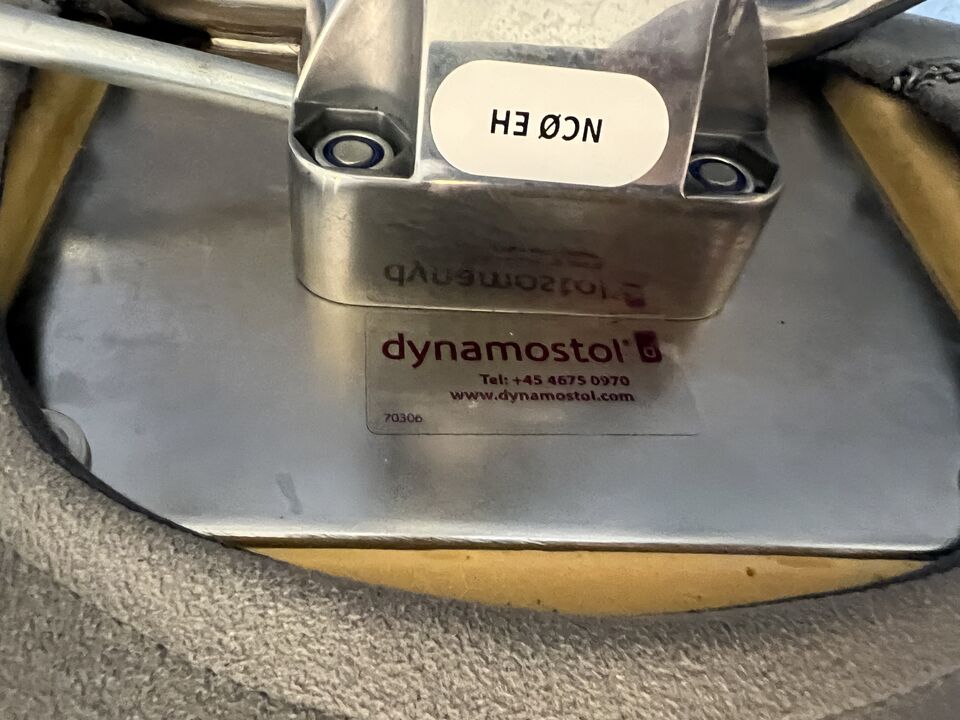 NCØ EH
dynamostol® d
Tel: +45 4675 0970
www.dynamostol.com
70306